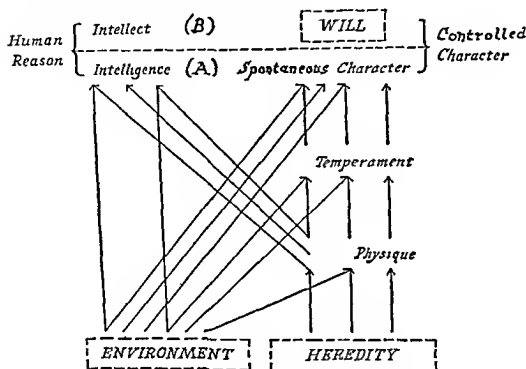 Human Reason
Intellect (B)
WILL
Intelligence (A)
Spontaneous Character
Controlled Character
Temperament
Physique
ENVIRONMENT
HEREDITY